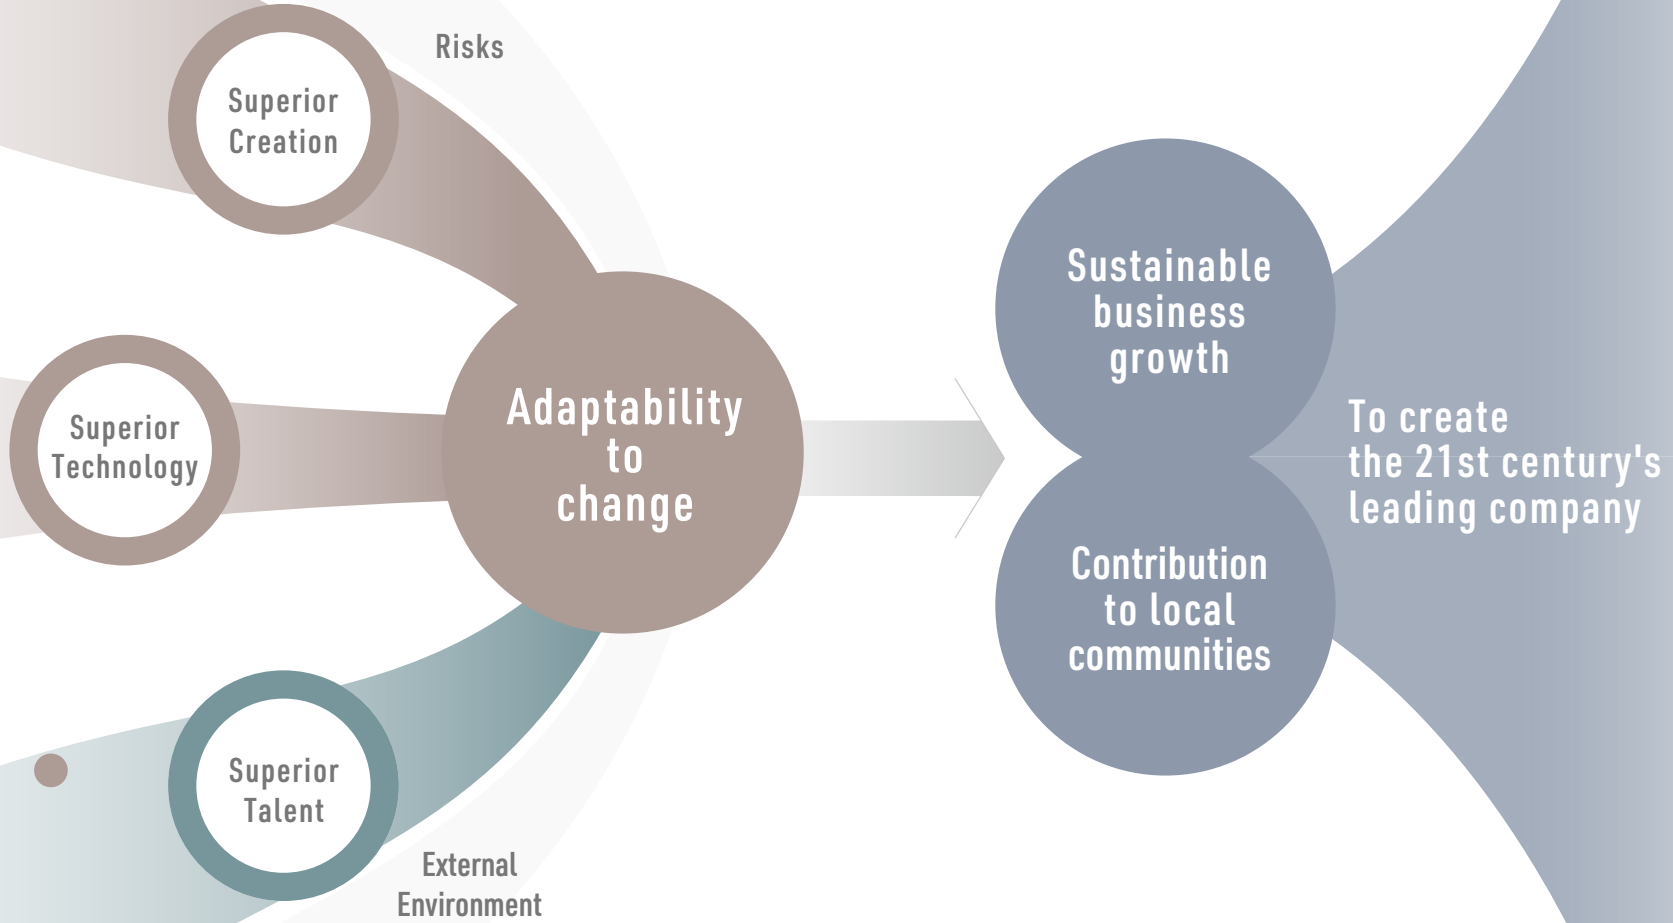 Risks
Superior
Creation
Superior
Technology
Superior
Talent
External
Environment
Adaptability
to
change
Sustainable
business
growth
Contribution
to local
communities
To create
the 21st century's
leading company